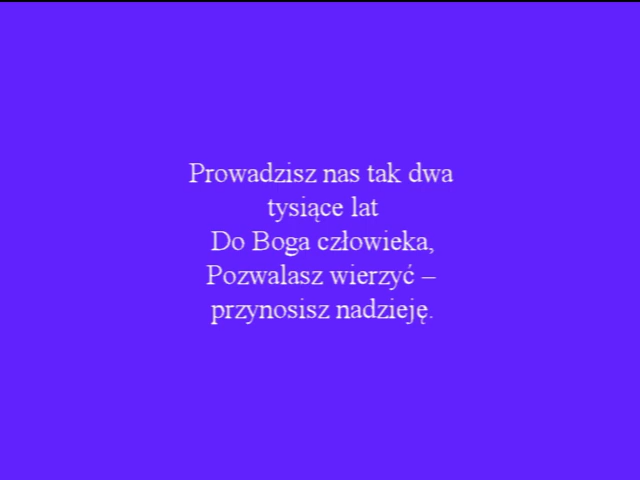 Prowadzisz nas tak dwa
tysiące lat
Do Boga człowieka,
Pozwalasz wierzyć –
przynosisz nadzieję.